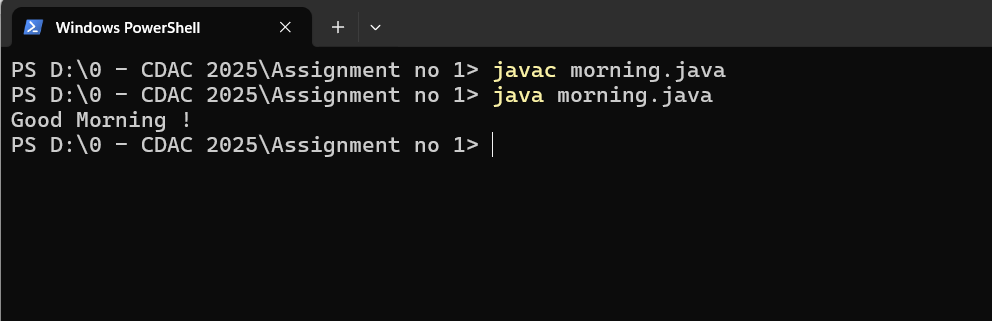 Windows PowerShell
PS D:\0 - CDAC 2025\Assignment no 1> javac morning.java
PS D:\0 - CDAC 2025\Assignment no 1> java morning.java
Good Morning !
PS D:\0 - CDAC 2025\Assignment no 1>